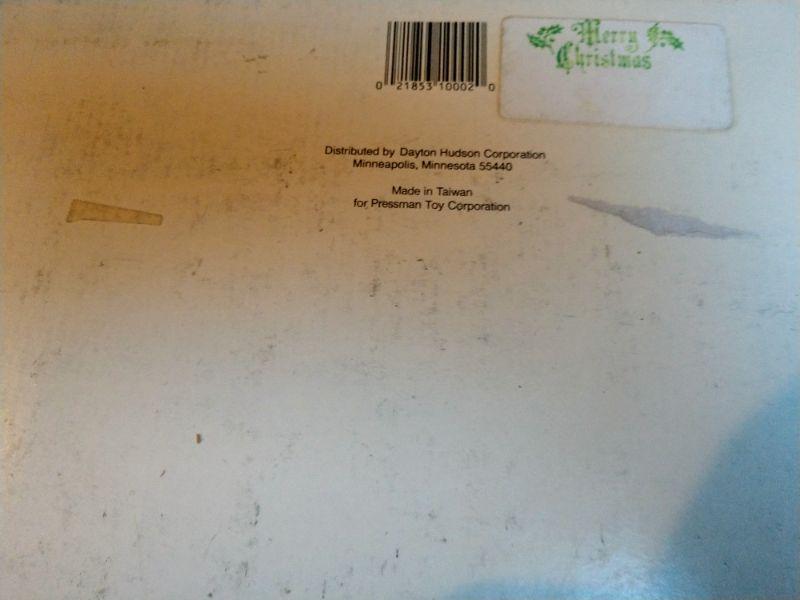 0 21853 10002 0
Merry
Christmas
Distributed by Dayton Hudson Corporation
Minneapolis, Minnesota 55440
Made in Taiwan
for Pressman Toy Corporation